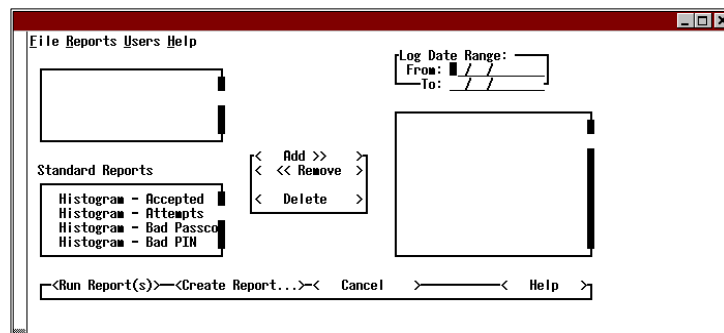 File Reports Users Help
Log Date Range:
From: / /
To: / /
Standard Reports
Histogram - Accepted
Histogram - Attempts
Histogram - Bad Passco
Histogram - Bad PIN
< Add >> >
< << Remove >
< Delete >
<Run Report(s)> <Create Report...> < Cancel > < Help >